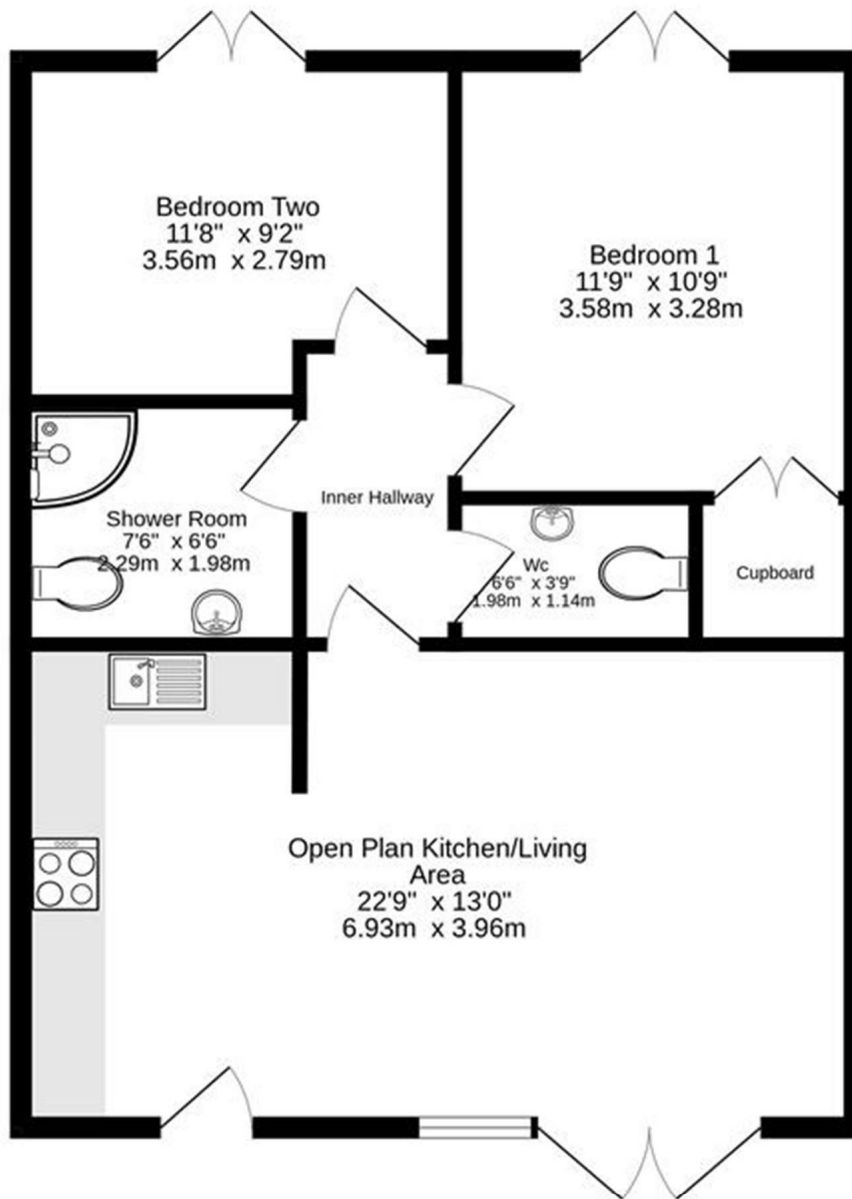 Bedroom Two
11'8" x 9'2"
3.56m x 2.79m
Bedroom 1
11'9" x 10'9"
3.58m x 3.28m
Inner Hallway
Shower Room
7'6" x 6'6"
2.29m x 1.98m
Wc
6'6" x 3'9"
1.98m x 1.14m
Cupboard
Open Plan Kitchen/Living
Area
22'9" x 13'0"
6.93m x 3.96m